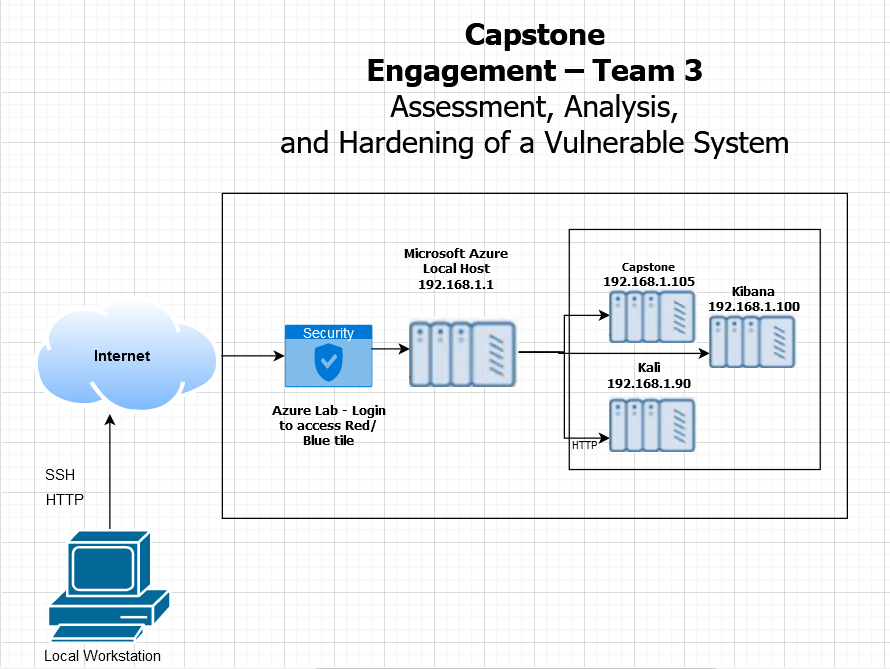 Capstone
Engagement – Team 3
Assessment, Analysis,
and Hardening of a Vulnerable System
Microsoft Azure
Local Host
192.168.1.1
Capstone
192.168.1.105
Kibana
192.168.1.100
Internet
Security
Kali
192.168.1.90
Azure Lab - Login
to access Red/
Blue tile
HTTP
SSH
HTTP
Local Workstation